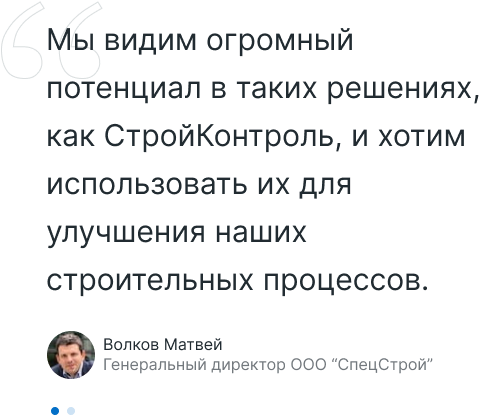 Мы видим огромный
потенциал в таких решениях,
как СтройКонтроль, и хотим
использовать их для
улучшения наших
строительных процессов.
Волков Матвей
Генеральный директор ООО “СпецСтрой”